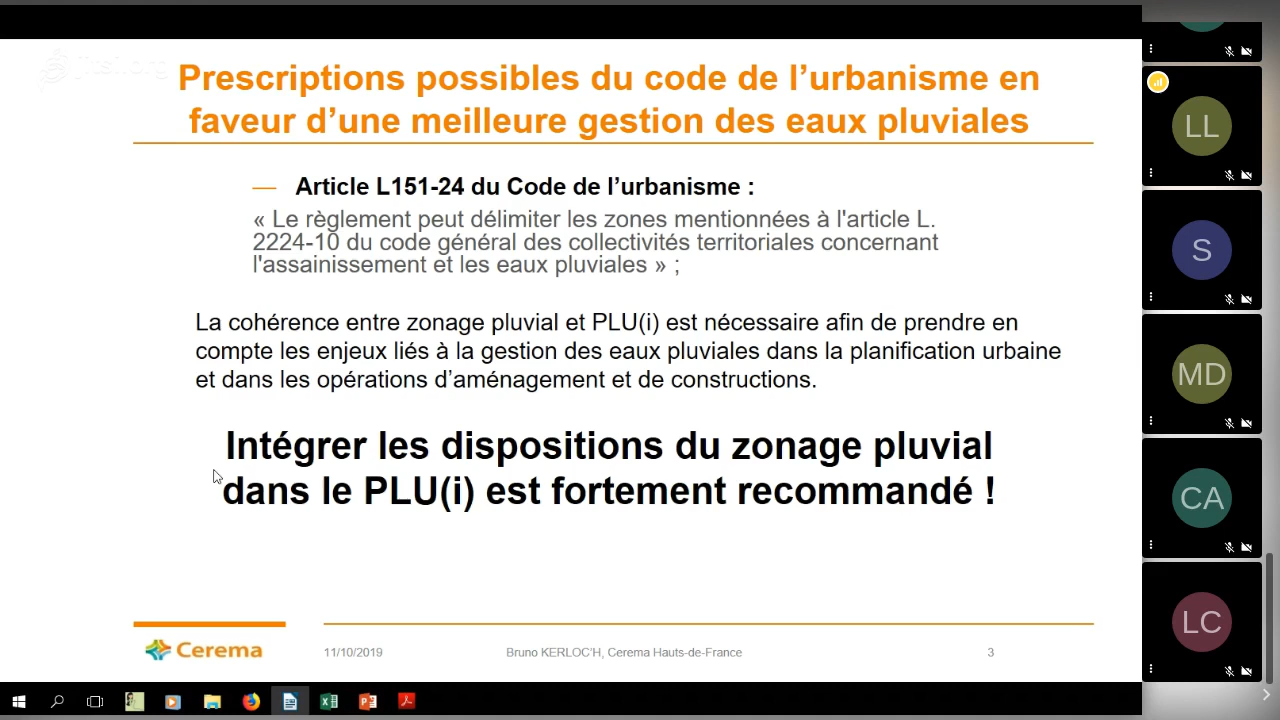 jitsi.org
Prescriptions possibles du code de l’urbanisme en
faveur d’une meilleure gestion des eaux pluviales
— Article L151-24 du Code de l’urbanisme :
« Le règlement peut délimiter les zones mentionnées à l'article L.
2224-10 du code général des collectivités territoriales concernant
l'assainissement et les eaux pluviales » ;
La cohérence entre zonage pluvial et PLU(i) est nécessaire afin de prendre en
compte les enjeux liés à la gestion des eaux pluviales dans la planification urbaine
et dans les opérations d’aménagement et de constructions.
Intégrer les dispositions du zonage pluvial
dans le PLU(i) est fortement recommandé !
Cerema
11/10/2019
Bruno KERLOC’H, Cerema Hauts-de-France
3
LL
S
MD
CA
LC